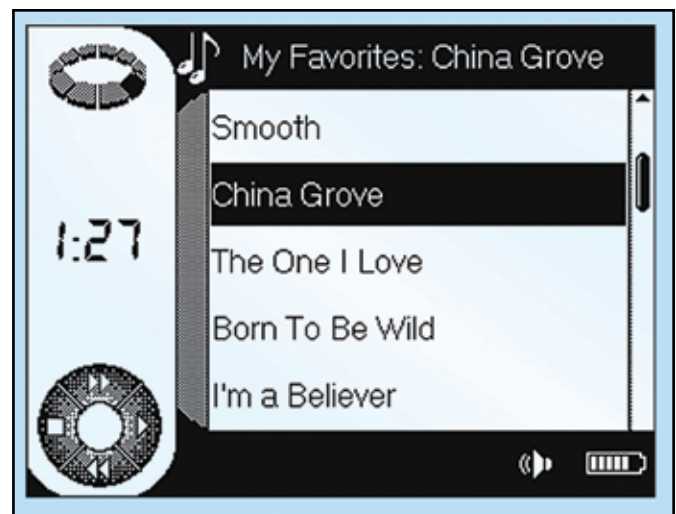 My Favorites: China Grove
Smooth
China Grove
1:27
The One I Love
Born To Be Wild
I'm a Believer